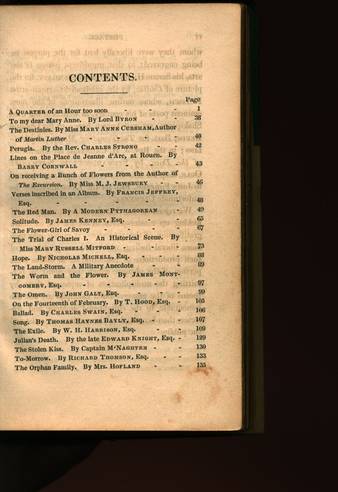 CONTENTS.
Page
A QUARTER of an Hour too soon - - - 1
To my dear Mary Anne. By LORD BYRON - 38
The Destinies. By MISS MARY ANNE CURSHAM, Author
of Martin Luther - - - 40
Perugia. By the Rev. CHARLES STRONG - - 42
Lines on the Place de Jeanne d'Arc, at Rouen. By
BARRY CORNWALL - - - 43
On receiving a Bunch of Flowers from the Author of
The Excursion. By Miss M. J. JEWSBURY - - 46
Verses inscribed in an Album. By FRANCIS JEFFREY,
ESQ. - - - 48
The Red Man. By A MODERN PYTHAGOREAN - 49
Solitude. By JAMES KENNEY, ESQ. - - 65
The Flower-Girl of Savoy - - - 67
The Trial of Charles I. An Historical Scene. By
MISS MARY RUSSELL MITFORD - - 73
Hope. By NICHOLAS MICHELL, ESQ. - - 88
The Land-Storm. A Military Anecdote - - 89
The Worm and the Flower. By JAMES MONT-
GOMERY, ESQ. - - - 97
The Omen. By JOHN GALT, ESQ. - - 99
On the Fourteenth of February. By T. HOOD, ESQ. 105
Ballad. By CHARLES SWAIN, ESQ. - - 106
Song. By THOMAS HAYNES BAYLY, ESQ. - - 107
The Exile. By W. H. HARRISON, ESQ. - - 109
Julian's Death. By the late EDWARD KNIGHT, ESQ. - 129
The Stolen Kiss. By Captain M'NAGHTEN - - 130
To-Morrow. By RICHARD THOMSON, ESQ. - - 133
The Orphan Family. By MRS. HOFLAND - - 135